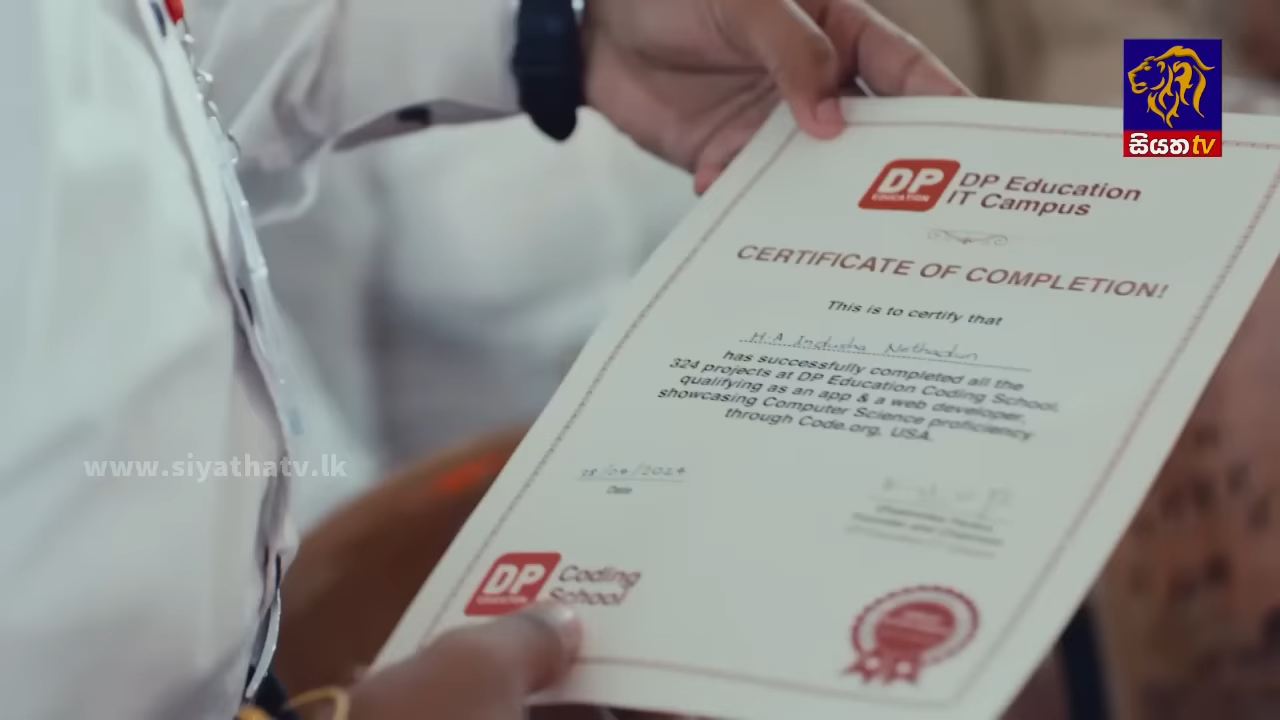 සියත tv
DP
EDUCATION
DP Education
IT Campus
CERTIFICATE OF COMPLETION!
This is to certify that
H.A Indusha Nethadun
has successfully completed all the
324 projects at DP Education Coding School,
qualifying as an app & a web developer,
showcasing Computer Science proficiency
through Code.org, USA.
www.siyathatv.lk
/04/2024
Date
DP
Coding
School